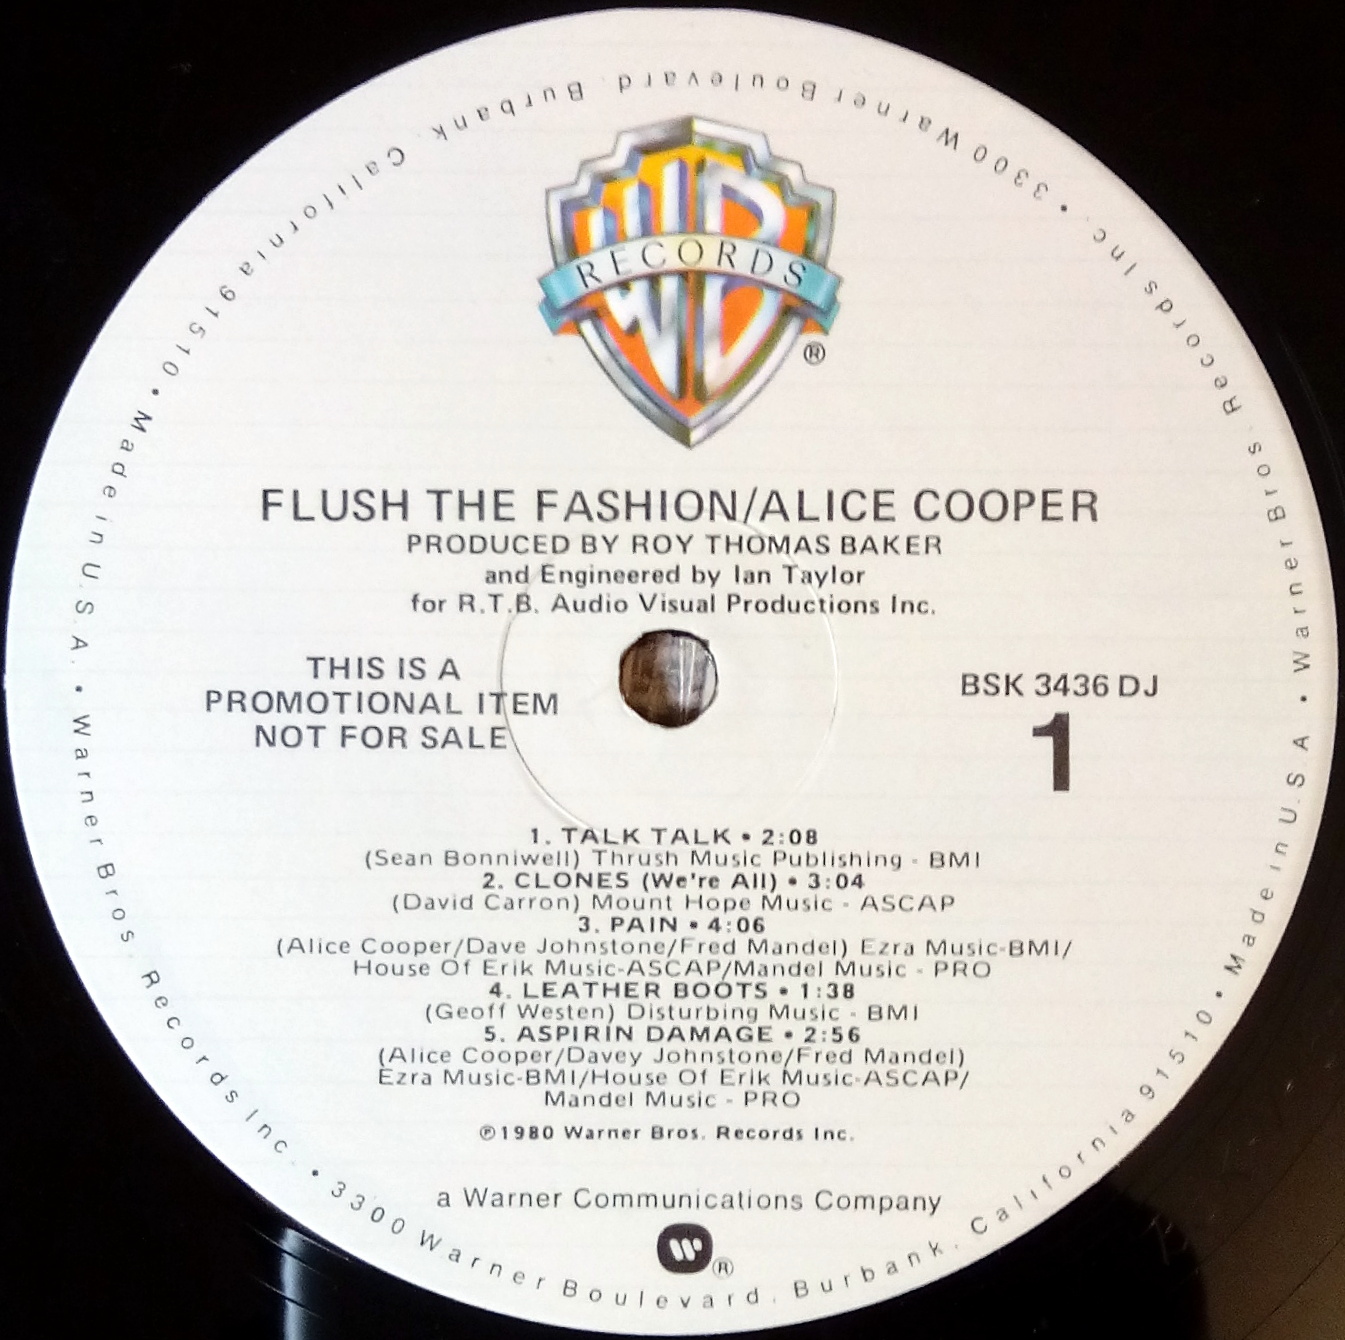 WB
RECORDS
®
FLUSH THE FASHION/ALICE COOPER
PRODUCED BY ROY THOMAS BAKER
and Engineered by Ian Taylor
for R.T.B. Audio Visual Productions Inc.
THIS IS A
PROMOTIONAL ITEM
NOT FOR SALE
BSK 3436 DJ
1
1. TALK TALK • 2:08
(Sean Bonniwell) Thrush Music Publishing - BMI
2. CLONES (We're All) • 3:04
(David Carron) Mount Hope Music - ASCAP
3. PAIN • 4:06
(Alice Cooper/Dave Johnstone/Fred Mandel) Ezra Music-BMI/
House Of Erik Music-ASCAP/Mandel Music - PRO
4. LEATHER BOOTS • 1:38
(Geoff Westen) Disturbing Music - BMI
5. ASPIRIN DAMAGE • 2:56
(Alice Cooper/Davey Johnstone/Fred Mandel)
Ezra Music-BMI/House Of Erik Music-ASCAP/
Mandel Music - PRO
℗1980 Warner Bros. Records Inc.
a Warner Communications Company
W ®
Made in U.S.A. • Warner Bros. Records Inc. • 3300 Warner Boulevard, Burbank, California 91510 • Made in U.S.A. • Warner Bros. Records Inc. • 3300 Warner Boulevard, Burbank, California 91510 •